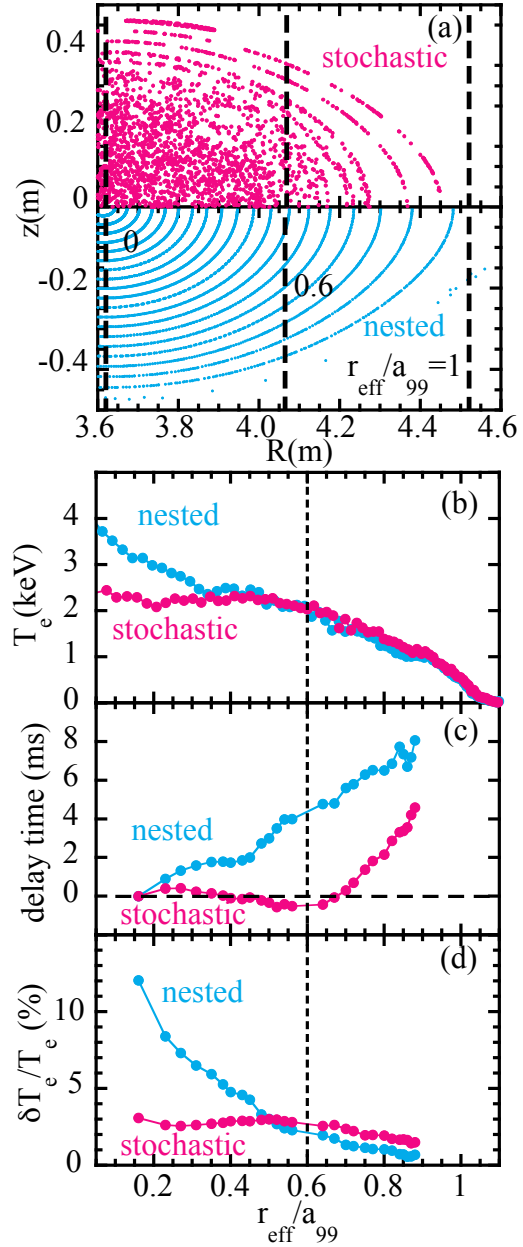 (a)
stochastic
0.4
0.2
0
z(m)
-0.2
-0.4
0
0.6
nested
r_eff/a_99=1
3.6 3.8 4.0 4.2 4.4 4.6
R(m)
(b)
nested
stochastic
4
3
2
1
0
T_e(keV)
(c)
nested
stochastic
8
6
4
2
0
delay time (ms)
(d)
nested
stochastic
10
5
0
δT_e/T_e (%)
0.2 0.4 0.6 0.8 1
r_eff/a_99